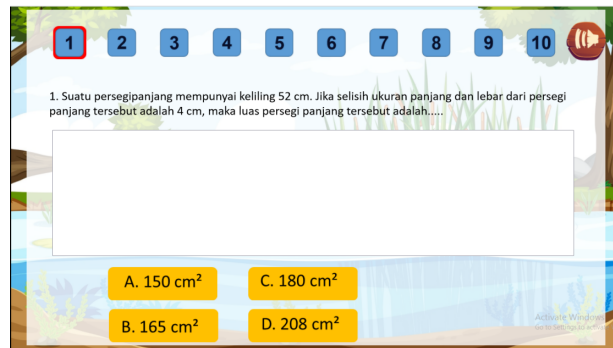 1 2 3 4 5 6 7 8 9 10
1. Suatu persegipanjang mempunyai keliling 52 cm. Jika selisih ukuran panjang dan lebar dari persegi
panjang tersebut adalah 4 cm, maka luas persegi panjang tersebut adalah.....
A. 150 cm²
C. 180 cm²
B. 165 cm²
D. 208 cm²
Activate Windows